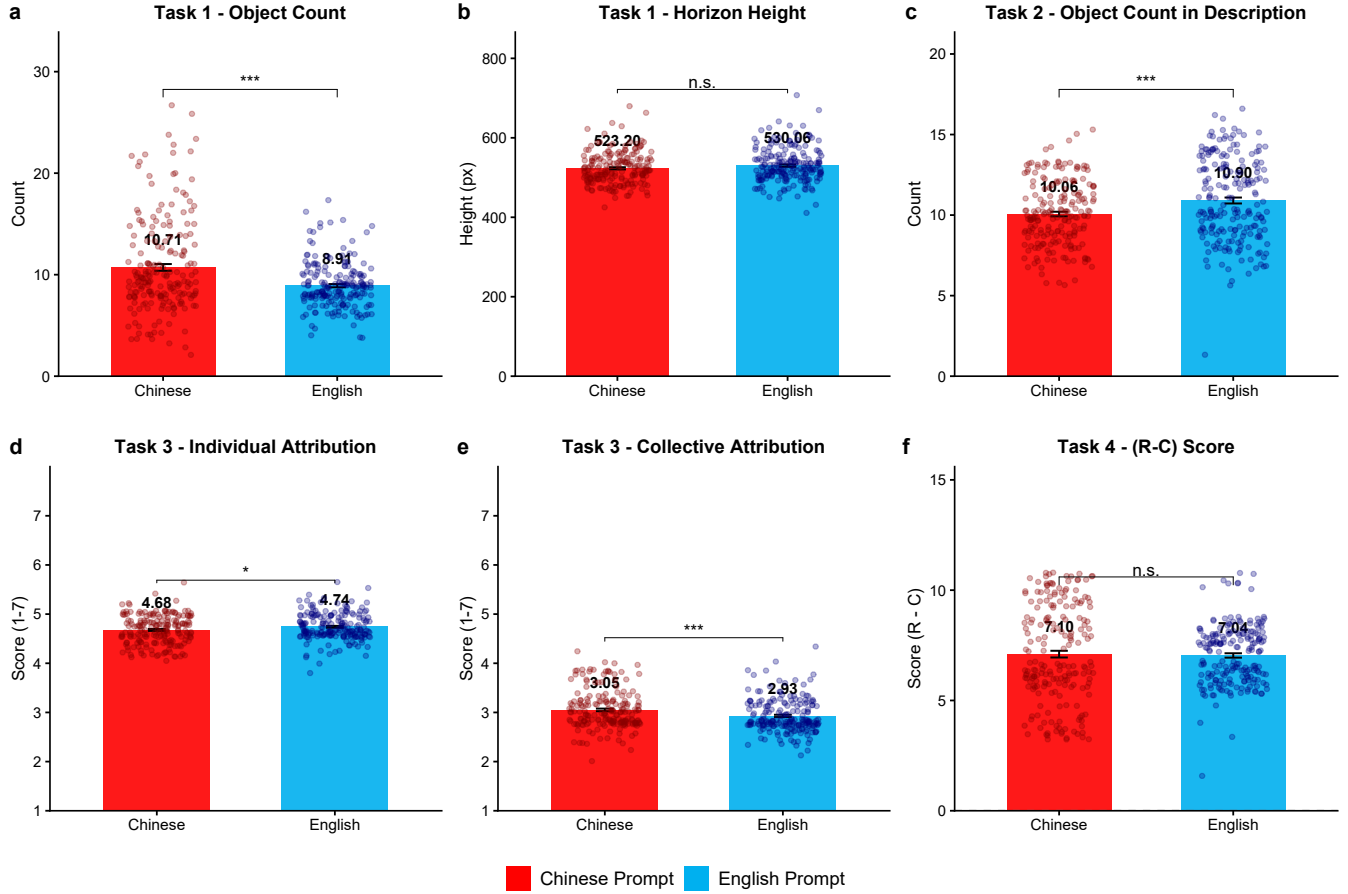 a Task 1 - Object Count
Count
30
20
10
0
***
10.71
8.91
Chinese English
b Task 1 - Horizon Height
Height (px)
800
600
400
200
0
n.s.
523.20
530.06
Chinese English
c Task 2 - Object Count in Description
Count
20
15
10
5
0
***
10.06
10.90
Chinese English
d Task 3 - Individual Attribution
Score (1-7)
7
6
5
4
3
2
1
*
4.68
4.74
Chinese English
e Task 3 - Collective Attribution
Score (1-7)
7
6
5
4
3
2
1
***
3.05
2.93
Chinese English
f Task 4 - (R-C) Score
Score (R - C)
15
10
5
0
n.s.
7.10
7.04
Chinese English
Chinese Prompt English Prompt